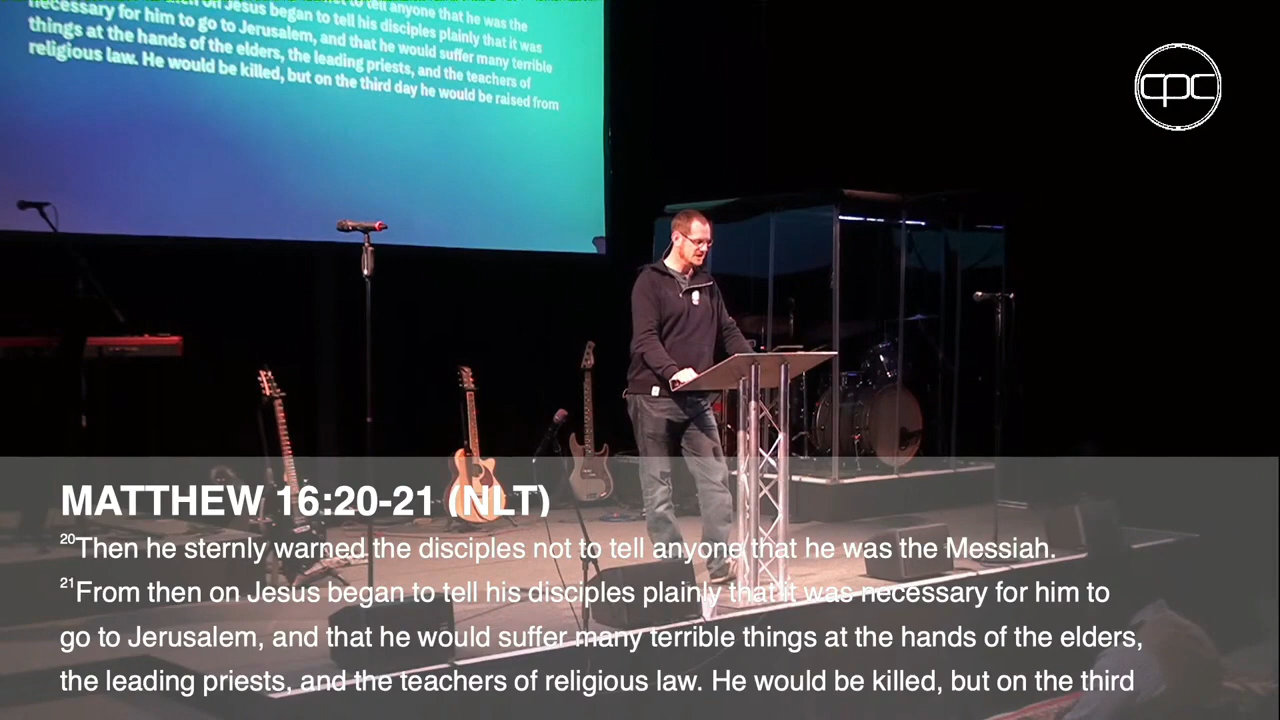 necessary for him to go to Jerusalem, and that he would suffer many terrible
things at the hands of the elders, the leading priests, and the teachers of
religious law. He would be killed, but on the third day he would be raised from
cpc
MATTHEW 16:20-21 (NLT)
20Then he sternly warned the disciples not to tell anyone that he was the Messiah.
21From then on Jesus began to tell his disciples plainly that it was necessary for him to
go to Jerusalem, and that he would suffer many terrible things at the hands of the elders,
the leading priests, and the teachers of religious law. He would be killed, but on the third